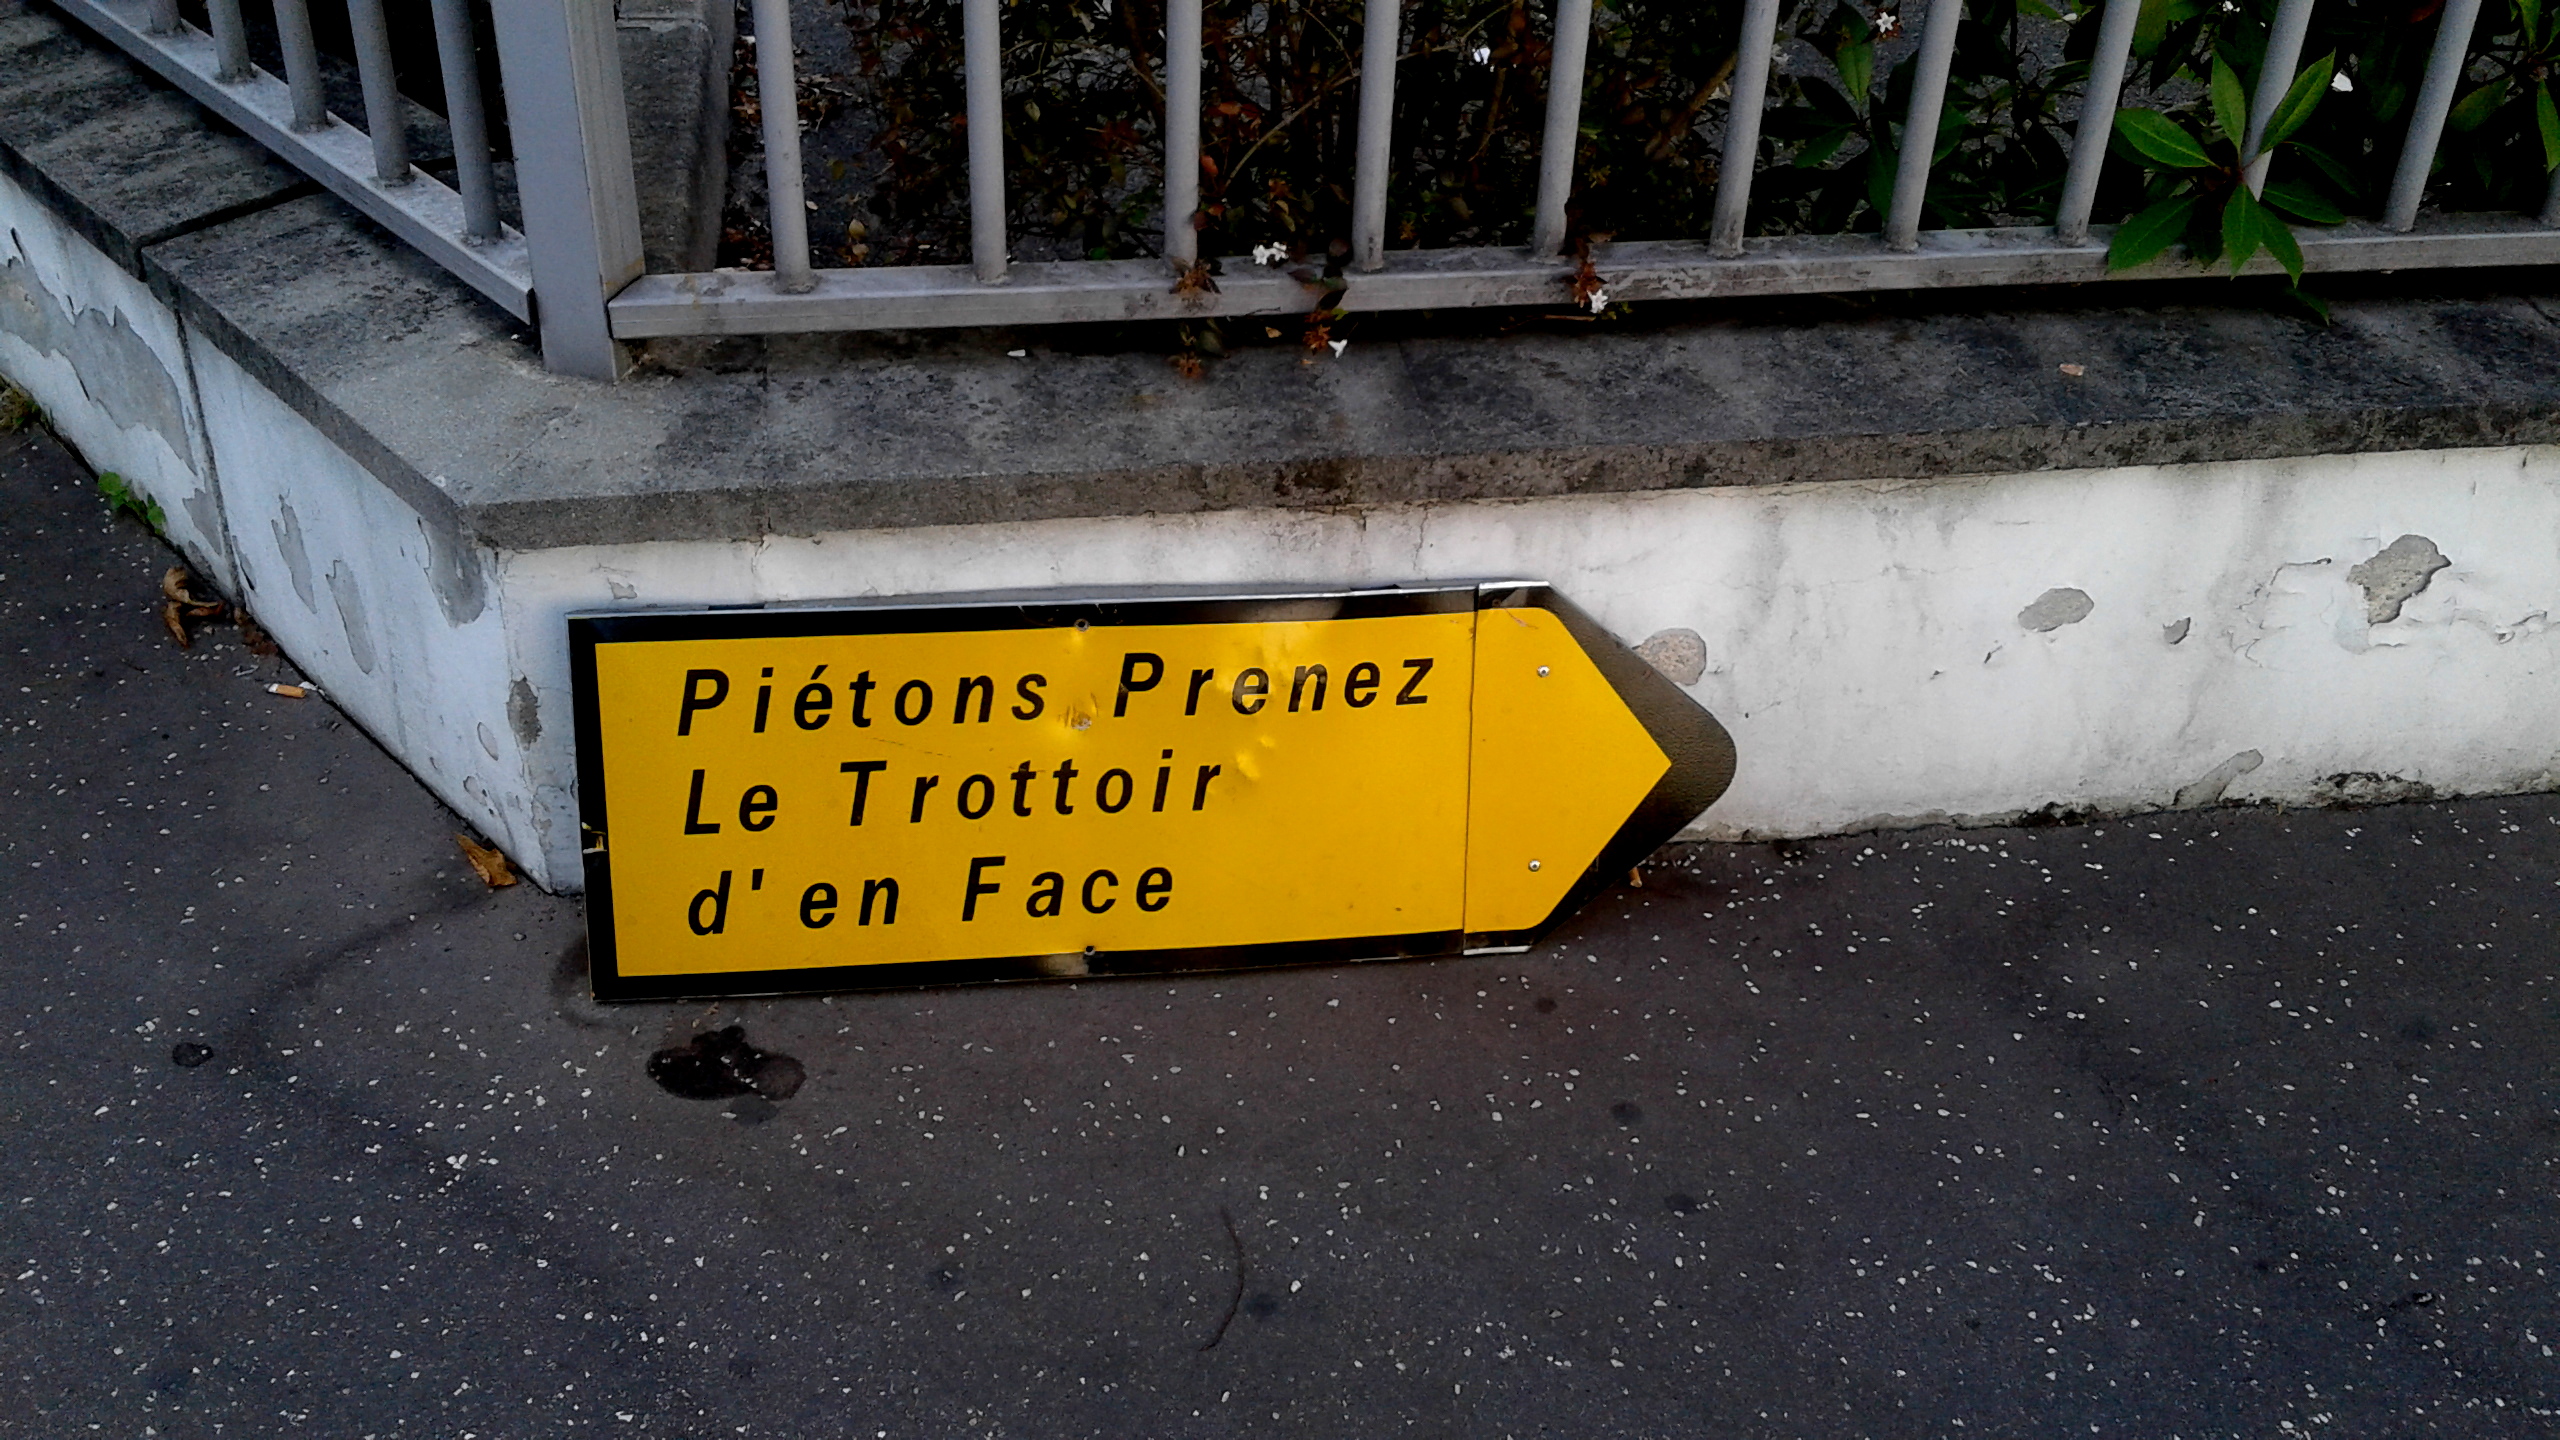 Piétons Prenez
Le Trottoir
d'en Face